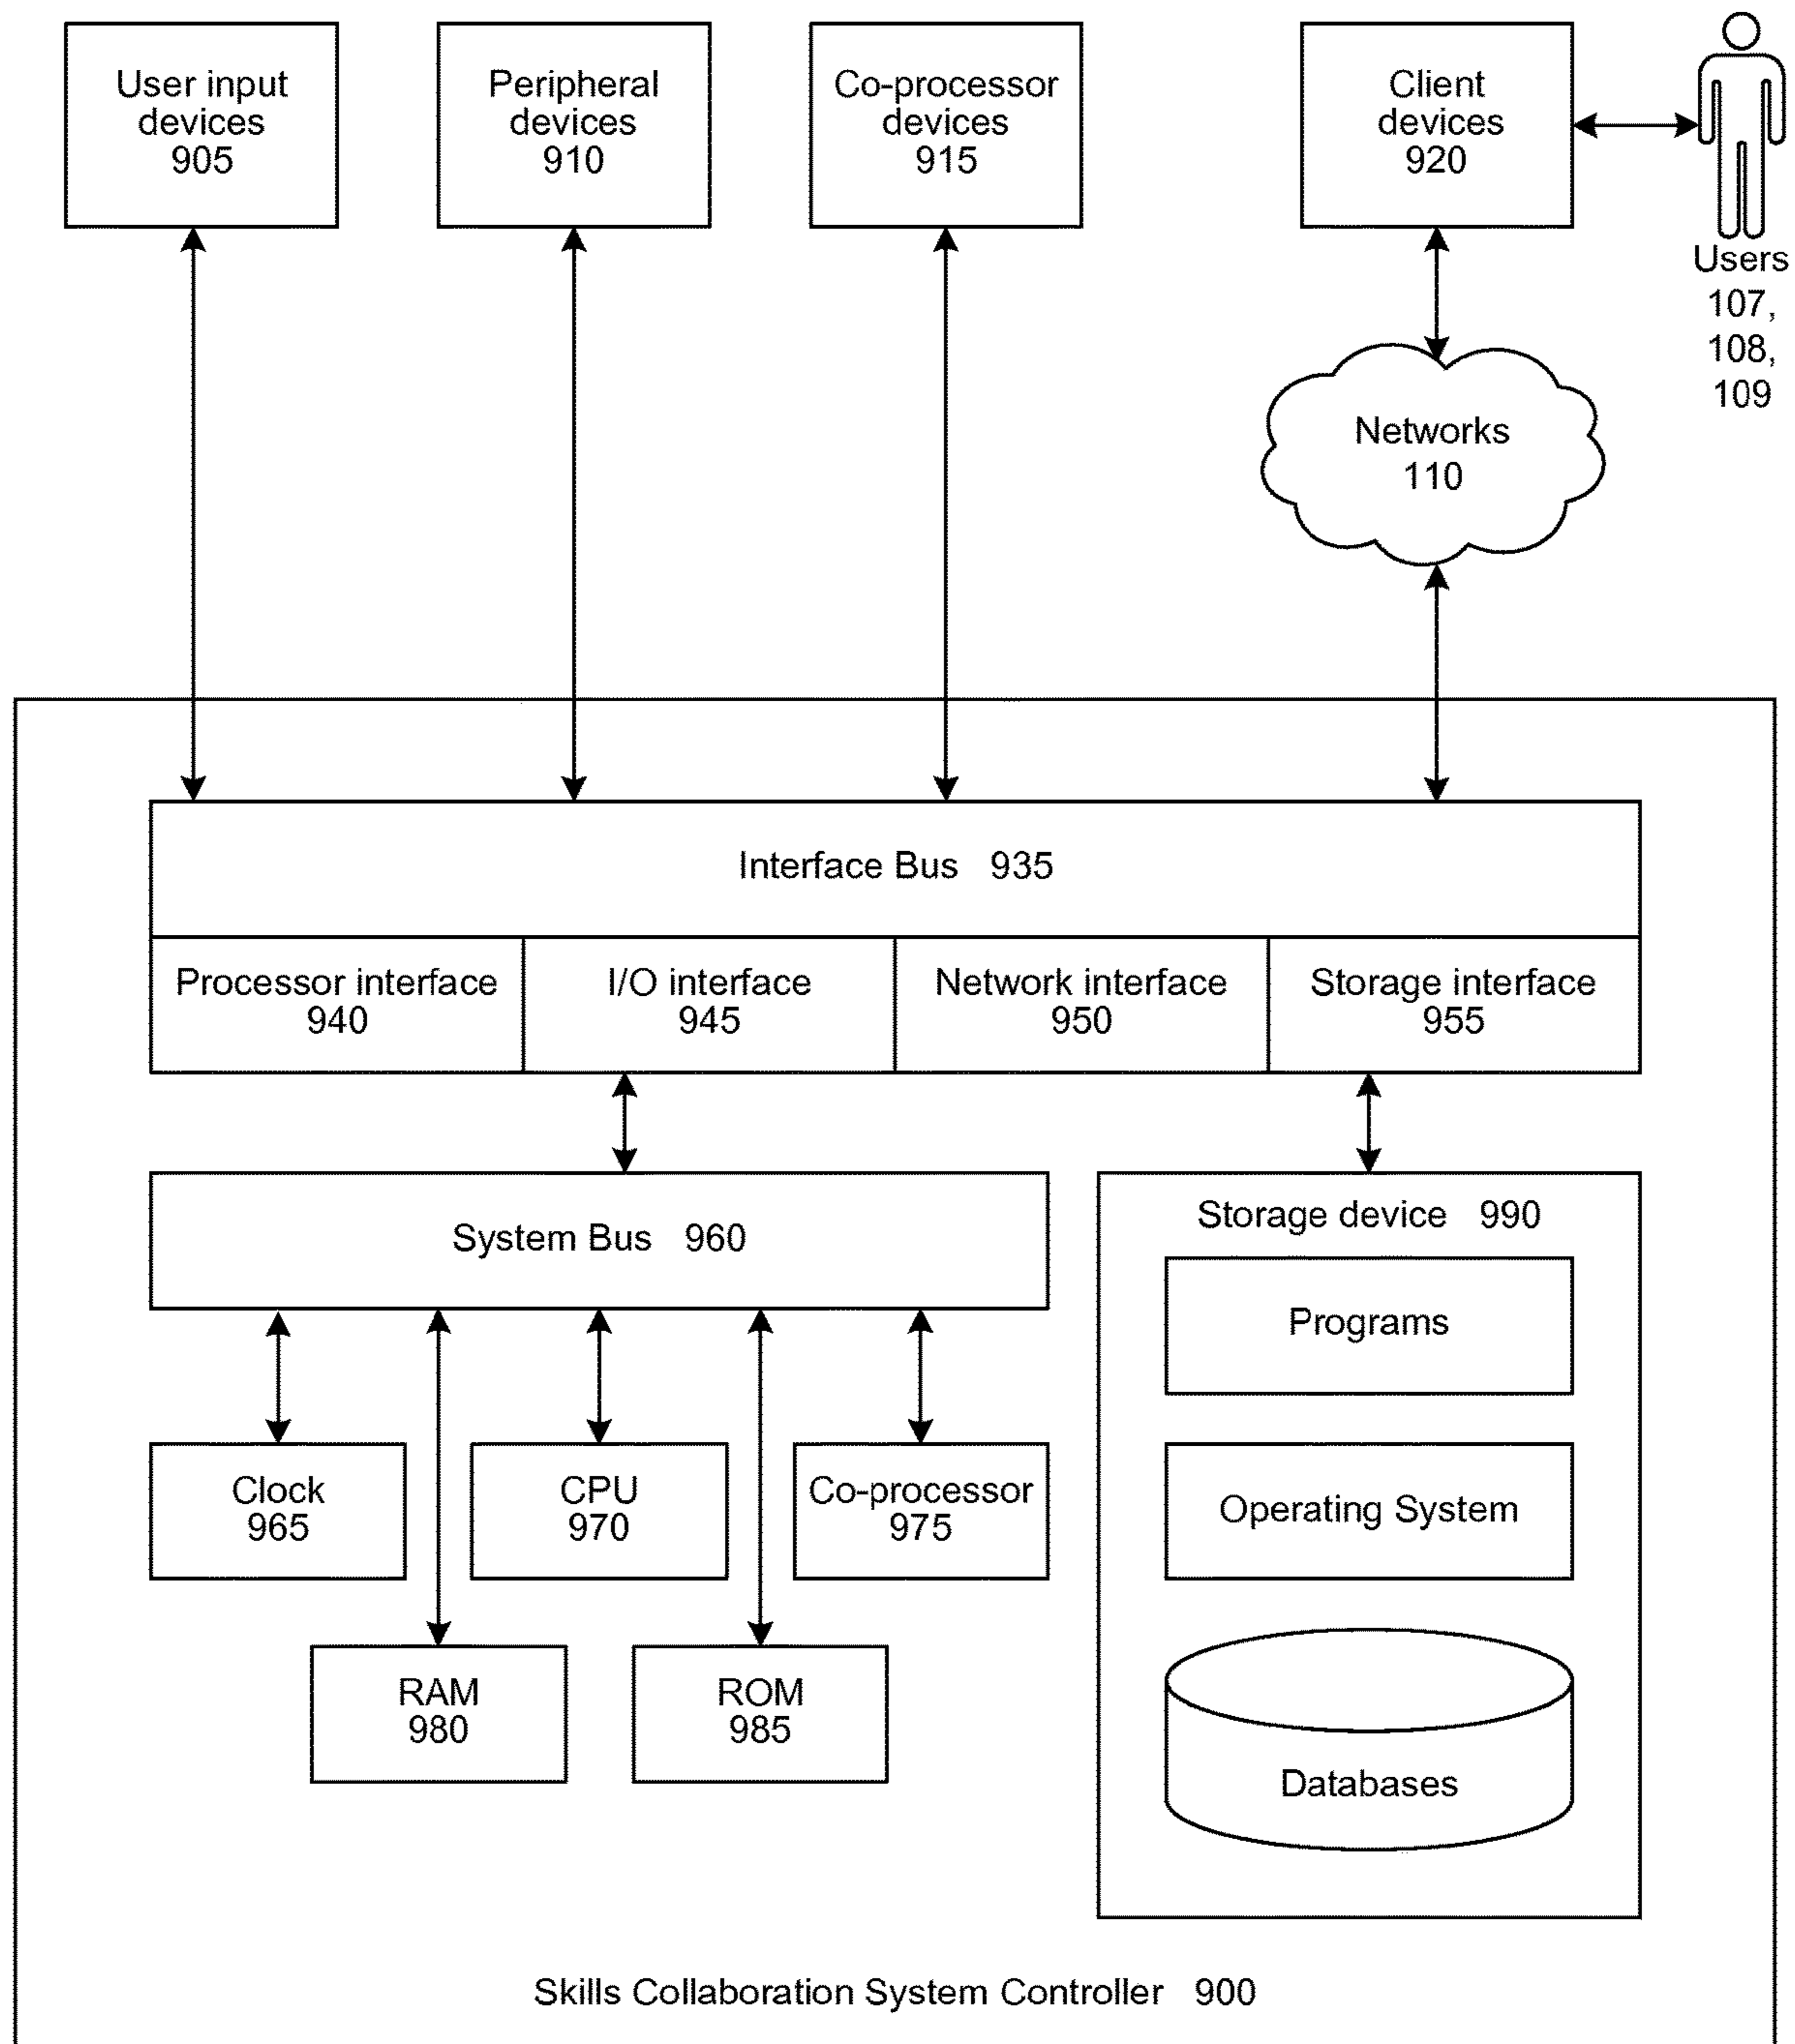 User input
devices
905
Peripheral
devices
910
Co-processor
devices
915
Client
devices
920
Users
107,
108,
109
Networks
110
Interface Bus 935
Processor interface
940
I/O interface
945
Network interface
950
Storage interface
955
System Bus 960
Storage device 990
Programs
Clock
965
CPU
970
Co-processor
975
Operating System
RAM
980
ROM
985
Databases
Skills Collaboration System Controller 900